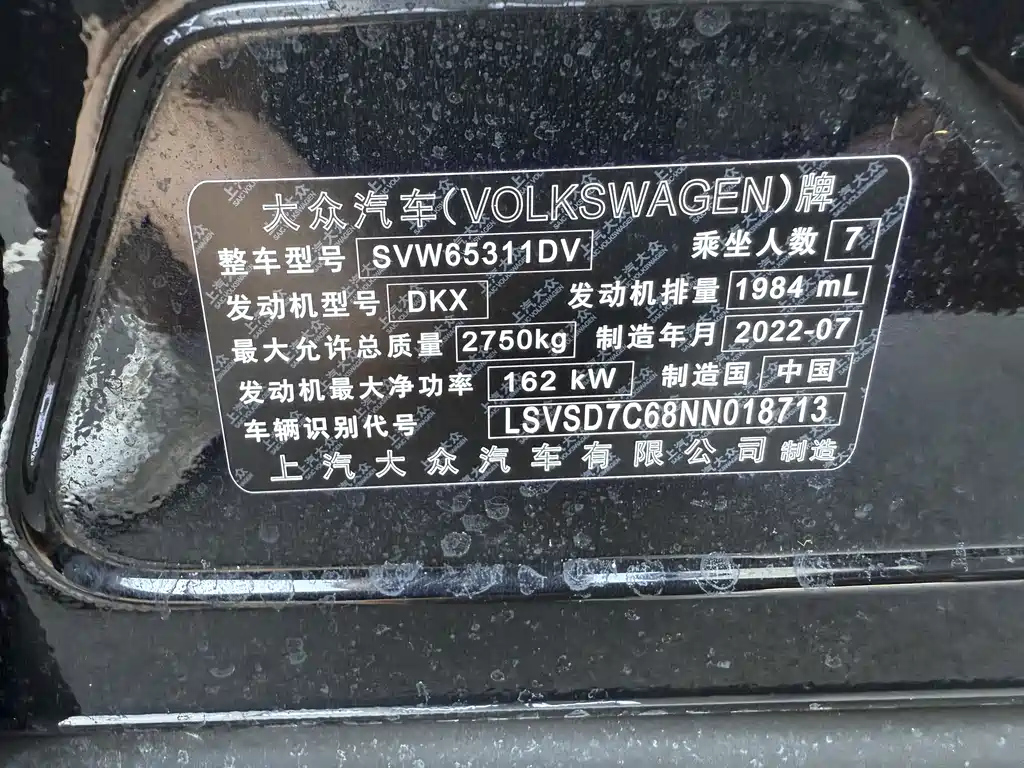 大众汽车(VOLKSWAGEN)牌
整车型号 SVW65311DV 乘坐人数 7
发动机型号 DKX 发动机排量 1984 mL
最大允许总质量 2750kg 制造年月 2022-07
发动机最大净功率 162 kW 制造国 中国
车辆识别代号 LSVSD7C68NN018713
上汽大众汽车有限公司 制造